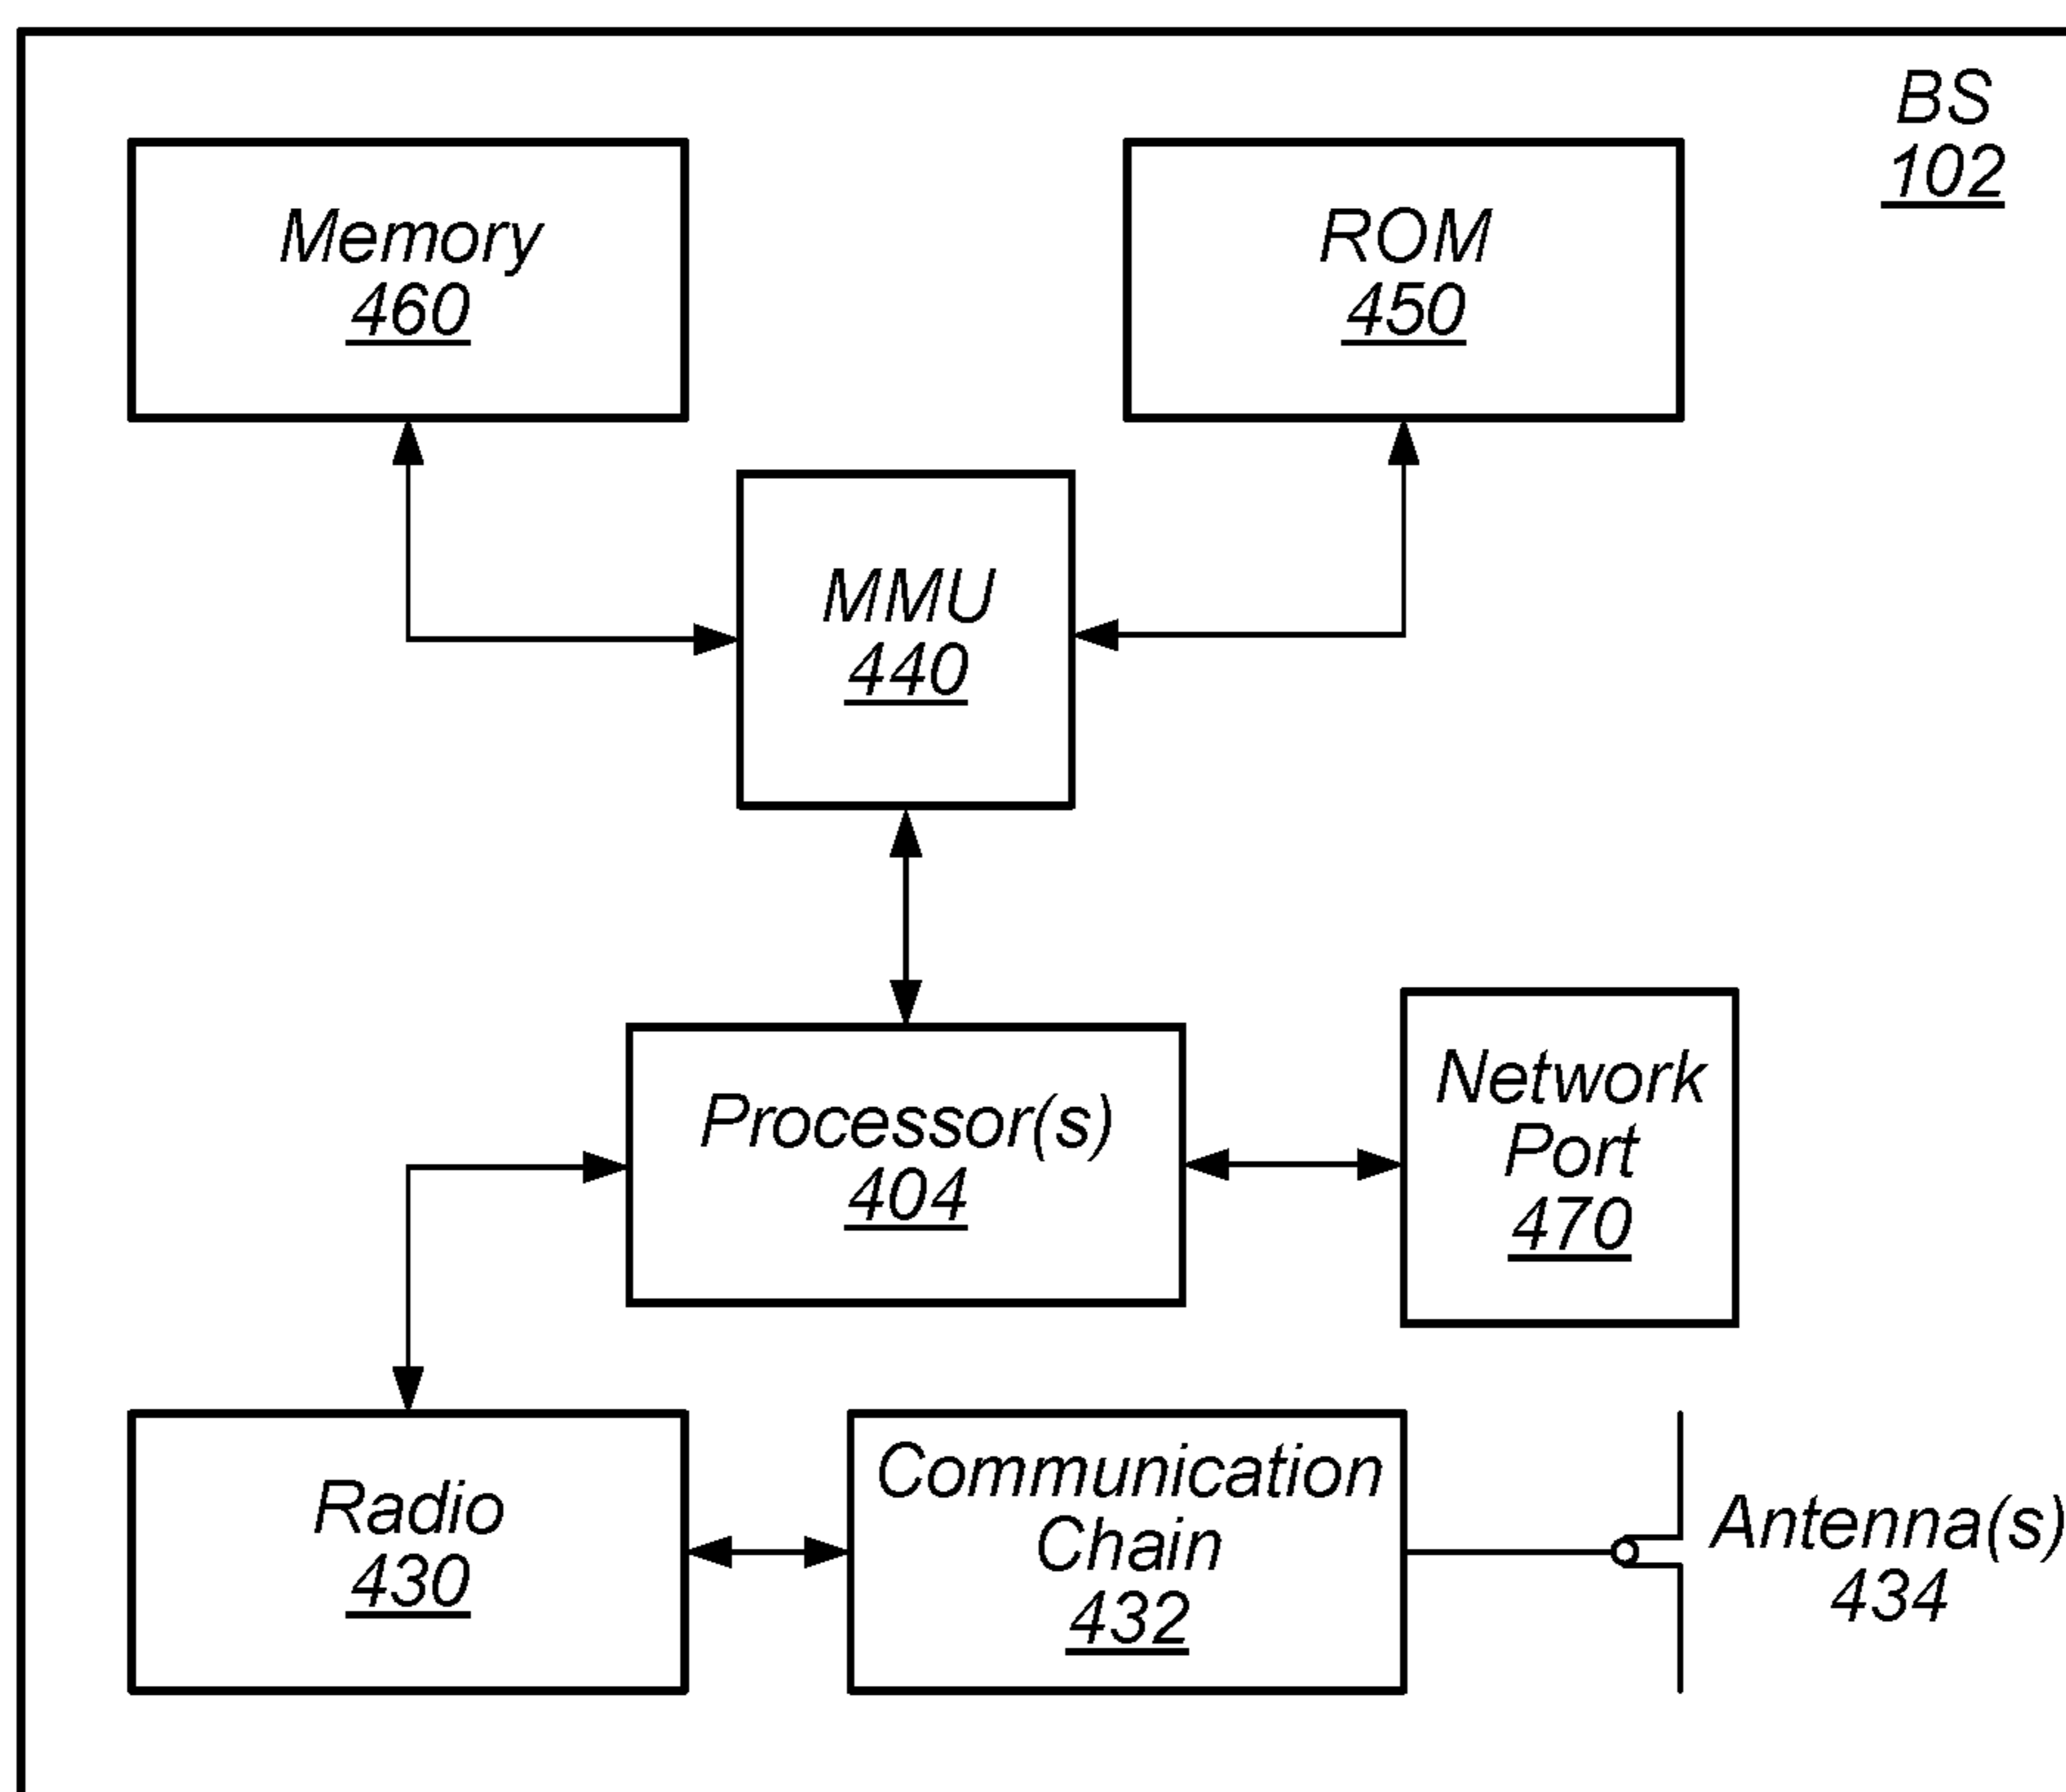 BS
102
Memory
460
ROM
450
MMU
440
Processor(s)
404
Network
Port
470
Radio
430
Communication
Chain
432
Antenna(s)
434